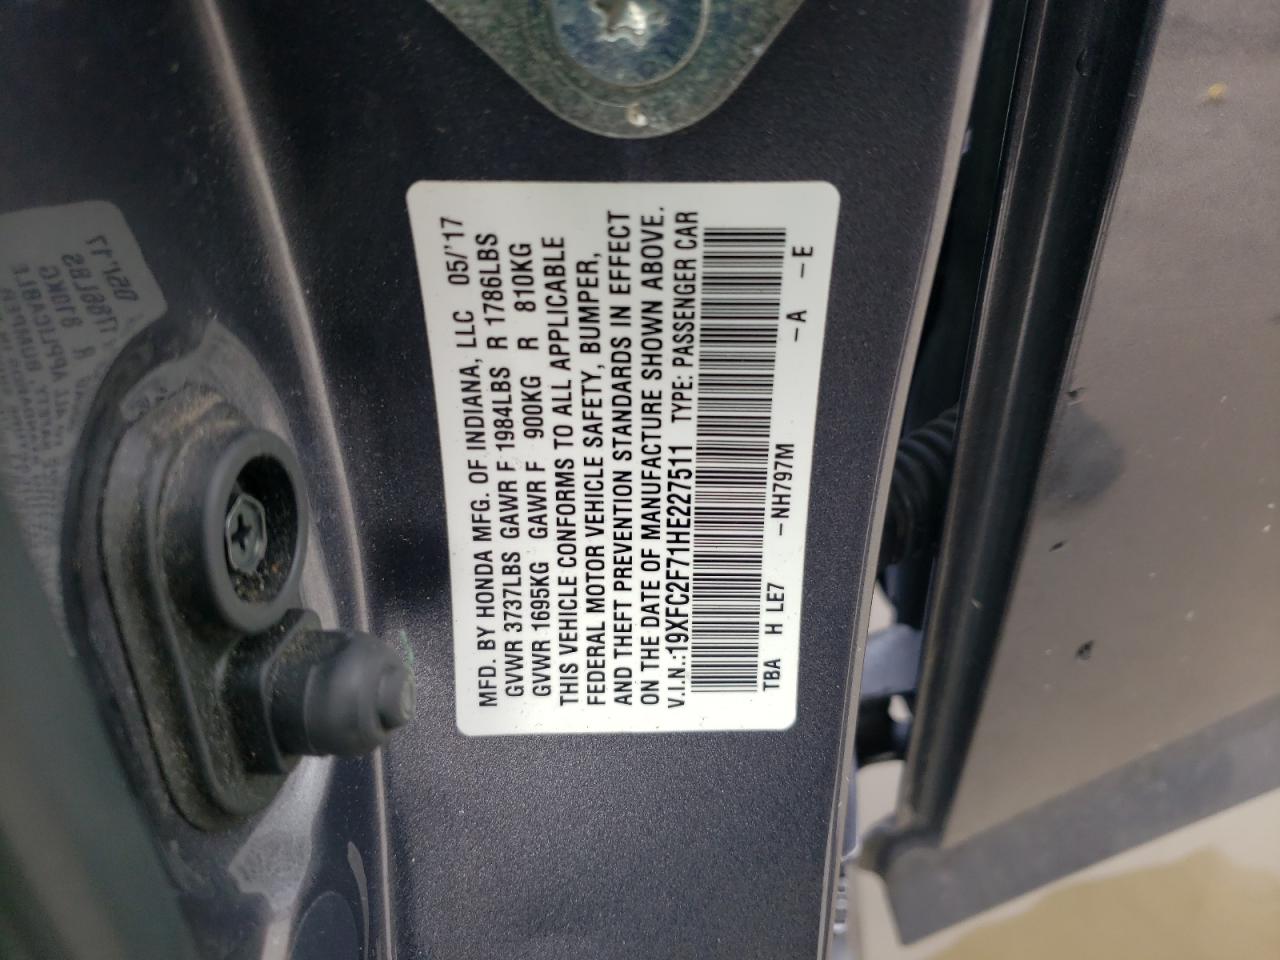 MFD. BY HONDA MFG. OF INDIANA, LLC 05/'17
GVWR 3737LBS GAWR F 1984LBS R 1786LBS
GVWR 1695KG GAWR F 900KG R 810KG
THIS VEHICLE CONFORMS TO ALL APPLICABLE
FEDERAL MOTOR VEHICLE SAFETY, BUMPER,
AND THEFT PREVENTION STANDARDS IN EFFECT
ON THE DATE OF MANUFACTURE SHOWN ABOVE.
V.I.N.:19XFC2F71HE227511 TYPE: PASSENGER CAR
TBA H LE7 -NH797M -A -E